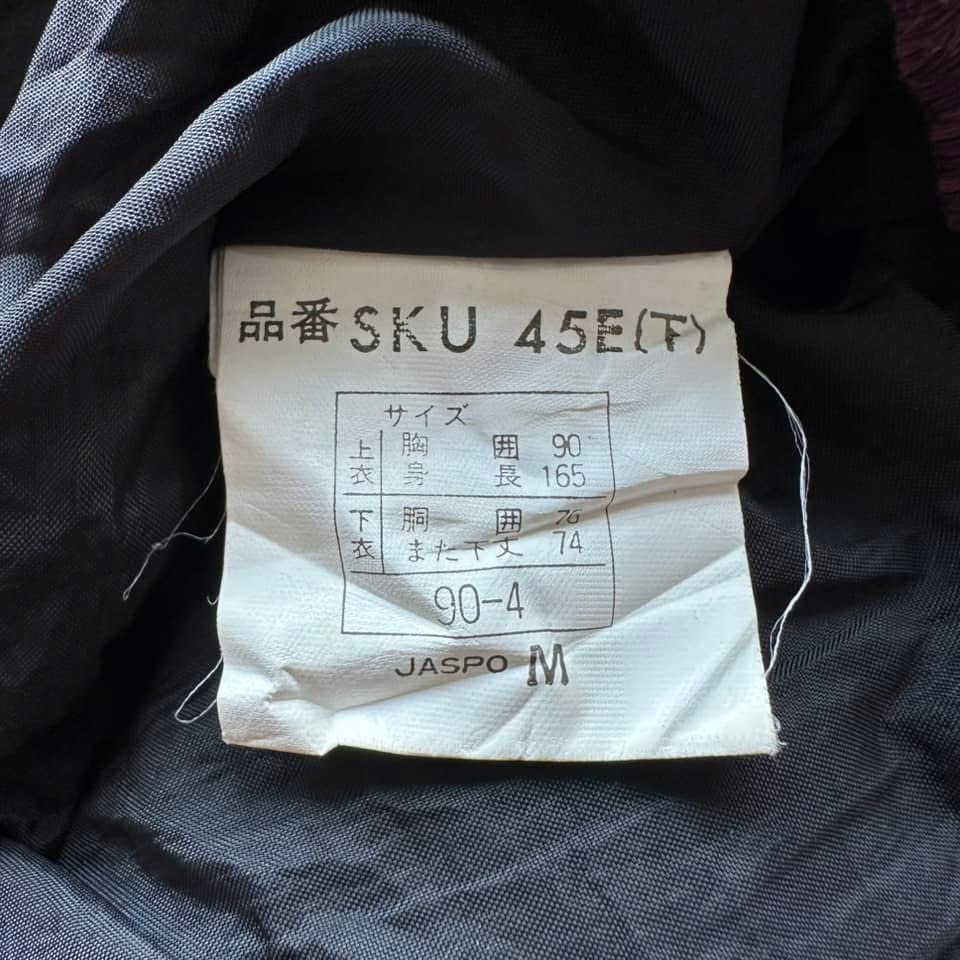 品番 SKU 45E(下)
サイズ
上衣 胸囲 90
身長 165
下衣 胴囲 76
また下丈 74
90-4
JASPO M